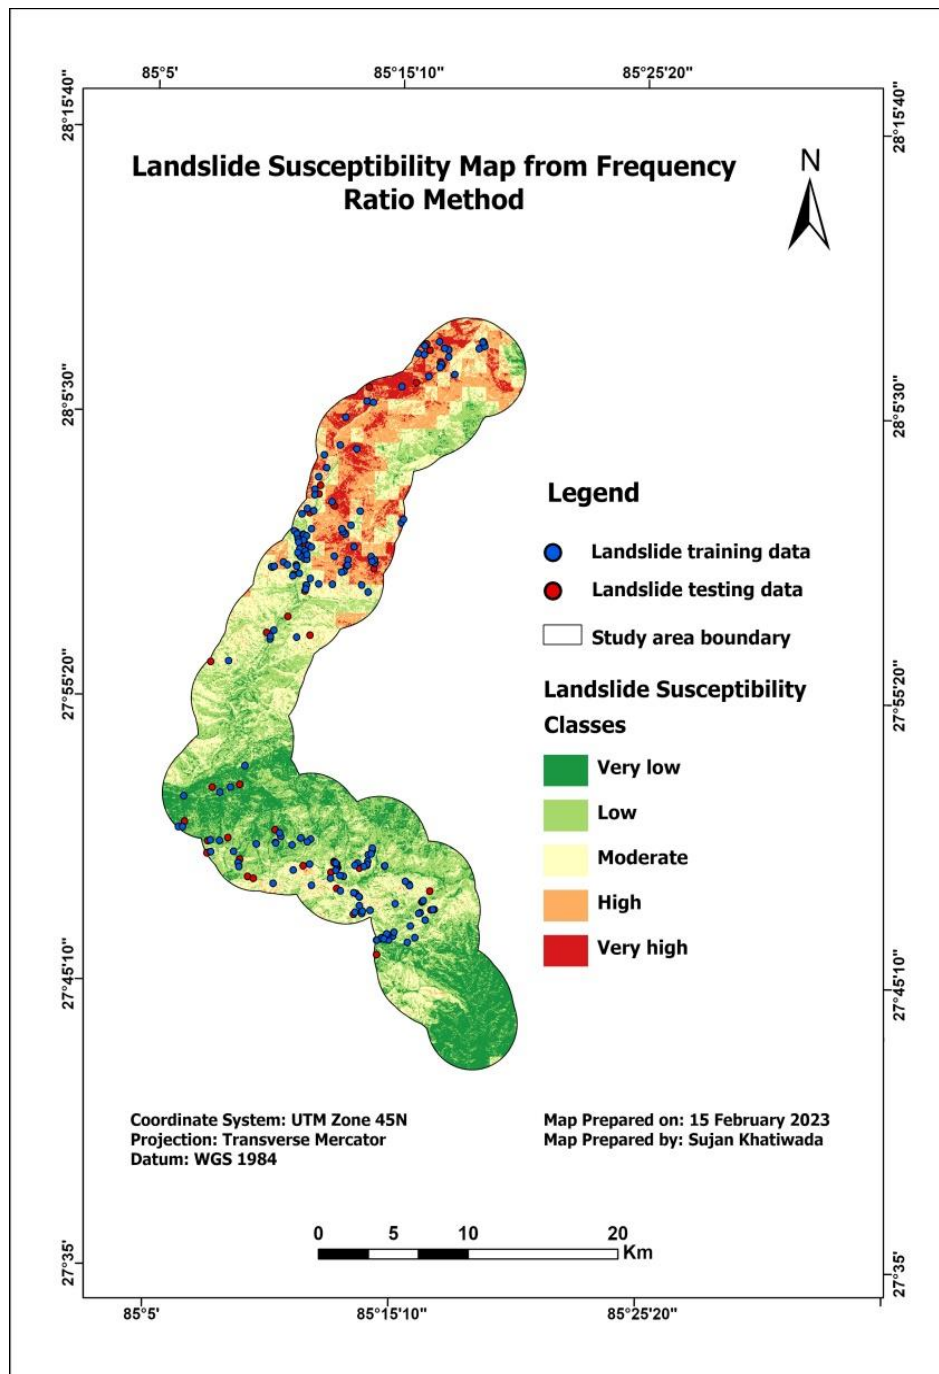 85°5'
85°15'10"
85°25'20"
28°15'40"
28°15'40"
Landslide Susceptibility Map from Frequency
Ratio Method
N
28°5'30"
28°5'30"
Legend
Landslide training data
Landslide testing data
Study area boundary
27°55'20"
27°55'20"
Landslide Susceptibility
Classes
Very low
Low
Moderate
High
Very high
27°45'10"
27°45'10"
Coordinate System: UTM Zone 45N
Projection: Transverse Mercator
Datum: WGS 1984
Map Prepared on: 15 February 2023
Map Prepared by: Sujan Khatiwada
0 5 10 20
Km
27°35'
27°35'
85°5'
85°15'10"
85°25'20"